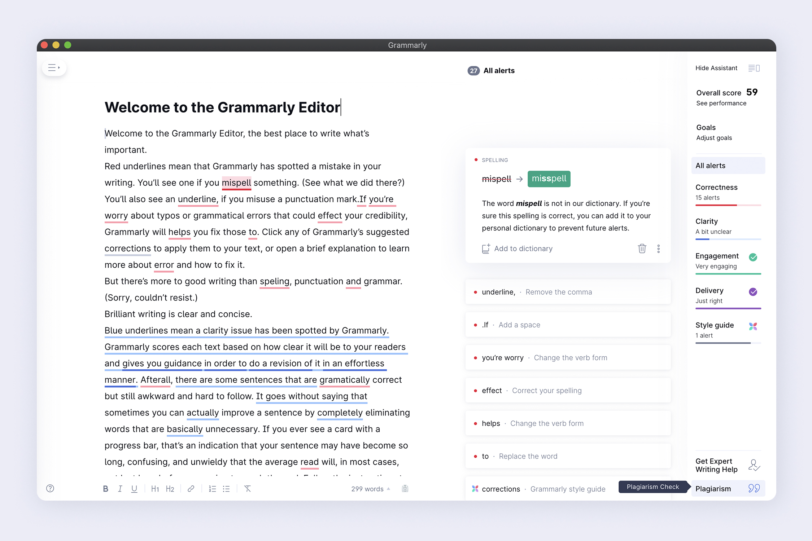 Grammarly
27 All alerts
Hide Assistant
Overall score 59
See performance
Goals
Adjust goals
All alerts
Correctness
15 alerts
Clarity
A bit unclear
Engagement
Very engaging
Delivery
Just right
Style guide
1 alert
Get Expert
Writing Help
Plagiarism
Plagiarism Check
Welcome to the Grammarly Editor
Welcome to the Grammarly Editor, the best place to write what's
important.
Red underlines mean that Grammarly has spotted a mistake in your
writing. You'll see one if you mispell something. (See what we did there?)
You'll also see an underline, if you misuse a punctuation mark.If you're
worry about typos or grammatical errors that could effect your credibility,
Grammarly will helps you fix those to. Click any of Grammarly's suggested
corrections to apply them to your text, or open a brief explanation to learn
more about error and how to fix it.
But there's more to good writing than speling, punctuation and grammar.
(Sorry, couldn't resist.)
Brilliant writing is clear and concise.
Blue underlines mean a clarity issue has been spotted by Grammarly.
Grammarly scores each text based on how clear it will be to your readers
and gives you guidance in order to do a revision of it in an effortless
manner. Afterall, there are some sentences that are gramatically correct
but still awkward and hard to follow. It goes without saying that
sometimes you can actually improve a sentence by completely eliminating
words that are basically unnecessary. If you ever see a card with a
progress bar, that's an indication that your sentence may have become so
long, confusing, and unwieldy that the average read will, in most cases,
B I U H1 H2
299 words
SPELLING
mispell → misspell
The word mispell is not in our dictionary. If you're
sure this spelling is correct, you can add it to your
personal dictionary to prevent future alerts.
Add to dictionary
underline, · Remove the comma
.If · Add a space
you're worry · Change the verb form
effect · Correct your spelling
helps · Change the verb form
to · Replace the word
corrections · Grammarly style guide